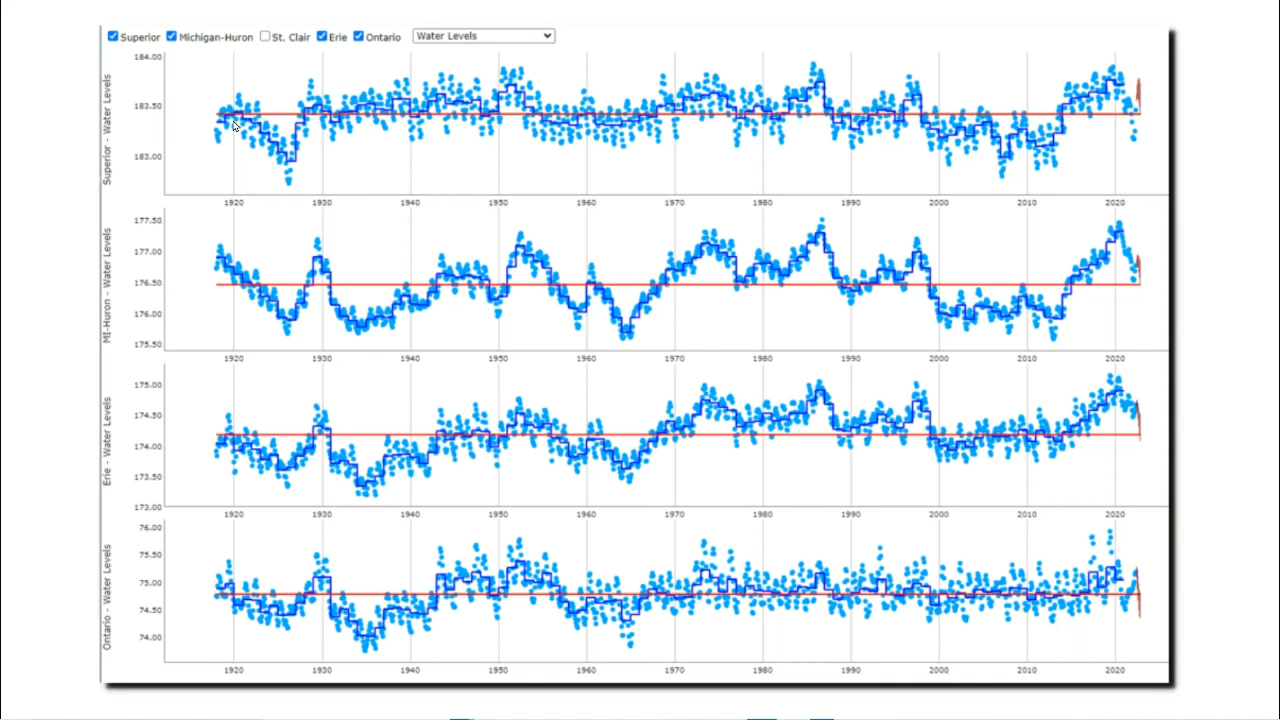 Superior Michigan-Huron St. Clair Erie Ontario Water Levels
Superior - Water Levels
184.00
183.50
183.00
1920 1930 1940 1950 1960 1970 1980 1990 2000 2010 2020
MI-Huron - Water Levels
177.50
177.00
176.50
176.00
175.50
1920 1930 1940 1950 1960 1970 1980 1990 2000 2010 2020
Erie - Water Levels
175.00
174.50
174.00
173.50
173.00
1920 1930 1940 1950 1960 1970 1980 1990 2000 2010 2020
Ontario - Water Levels
76.00
75.50
75.00
74.50
74.00
1920 1930 1940 1950 1960 1970 1980 1990 2000 2010 2020